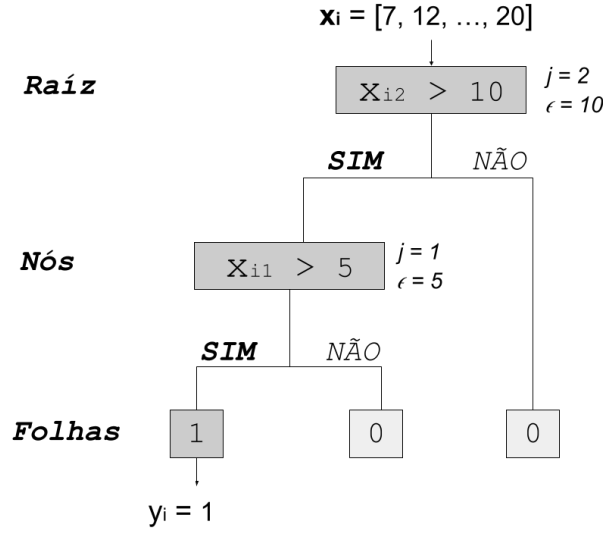 xᵢ = [7, 12, ..., 20]
Raíz
xᵢ₂ > 10
j = 2
ϵ = 10
SIM NÃO
Nós
xᵢ₁ > 5
j = 1
ϵ = 5
SIM NÃO
Folhas 1 0 0
yᵢ = 1